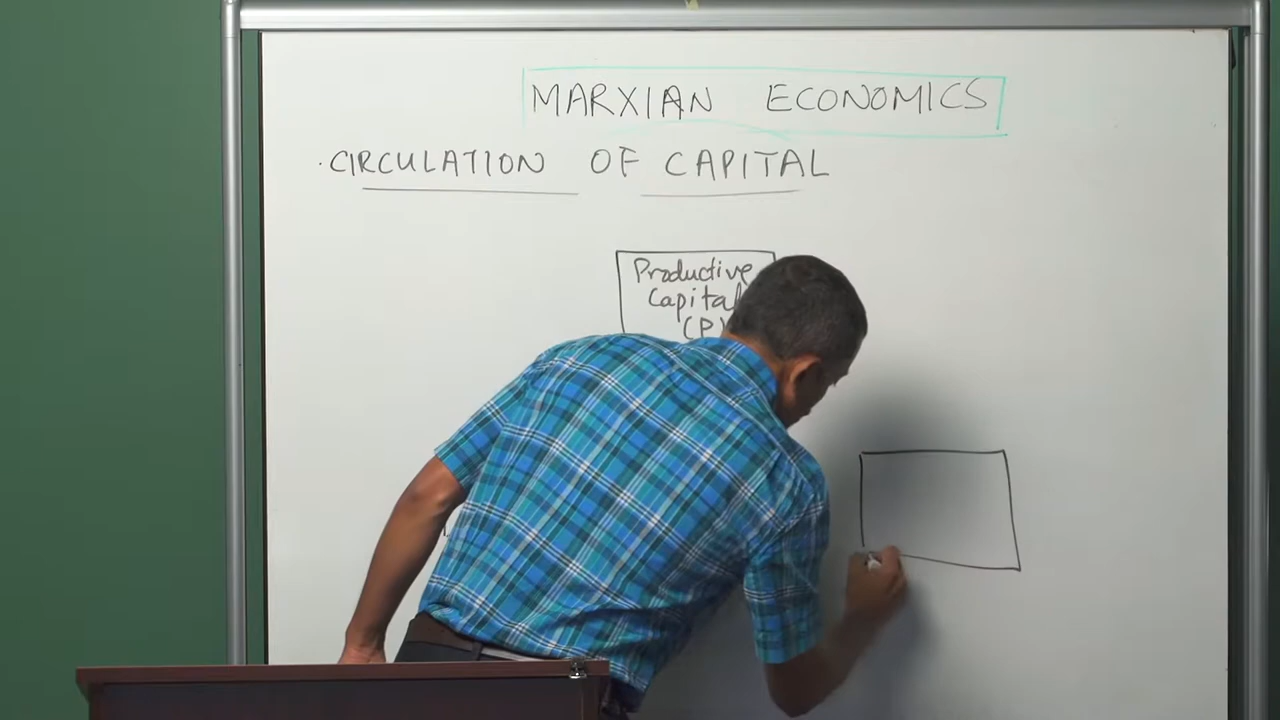 MARXIAN ECONOMICS
· CIRCULATION OF CAPITAL
Productive
Capital
(P)